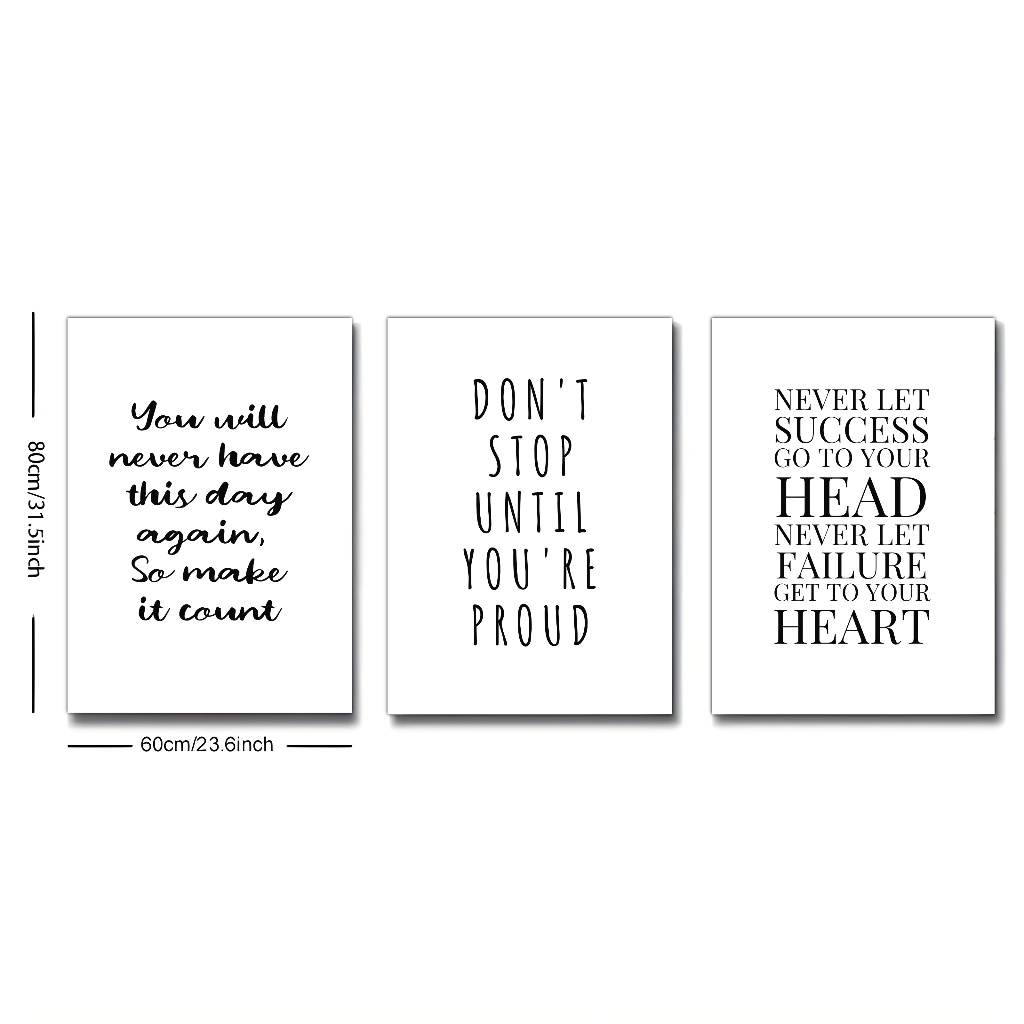 You will
never have
this day
again,
So make
it count
DON'T
STOP
UNTIL
YOU'RE
PROUD
NEVER LET
SUCCESS
GO TO YOUR
HEAD
NEVER LET
FAILURE
GET TO YOUR
HEART
80cm/31.5inch
60cm/23.6inch